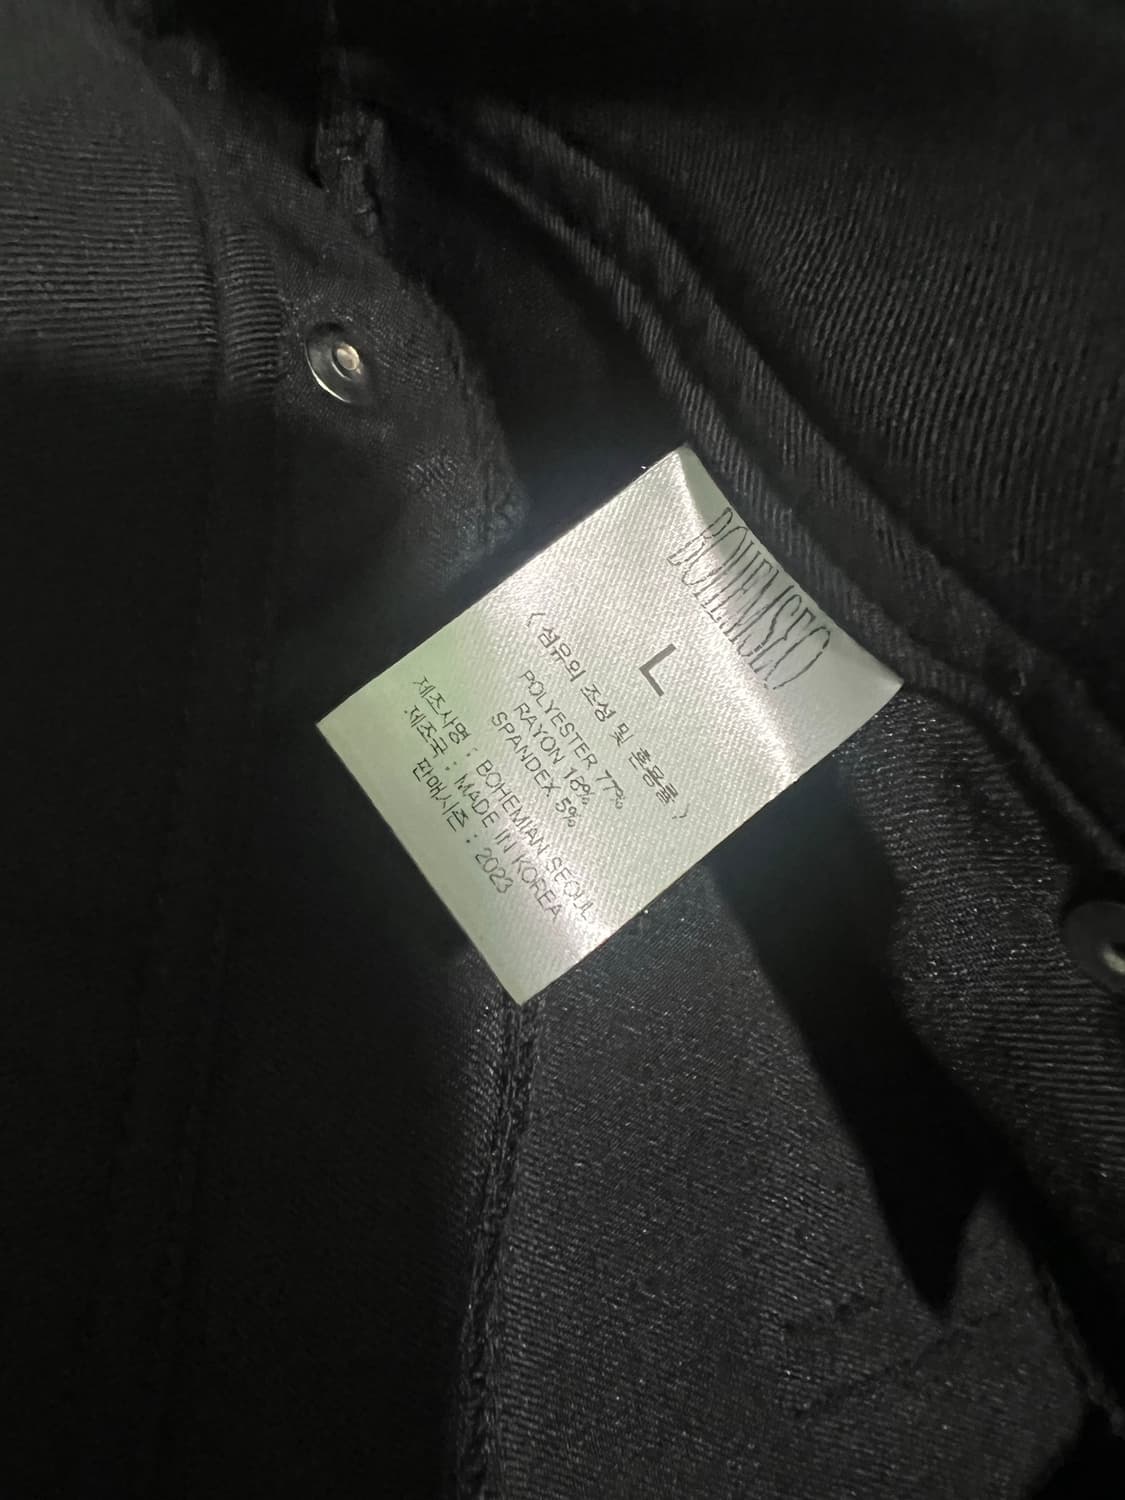 BOHEMSEO
L
〈 섬유의 조성 및 혼용률 〉
POLYESTER 77%
RAYON 18%
SPANDEX 5%
제조사명 : BOHEMIAN SEOUL
제조국 : MADE IN KOREA
판매시즌 : 2023